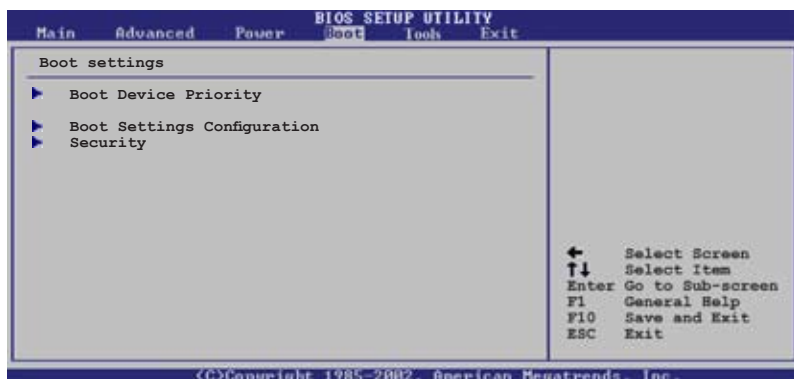 BIOS SETUP UTILITY
Main Advanced Power Boot Tools Exit
Boot settings
Boot Device Priority
Boot Settings Configuration
Security
← Select Screen
↑↓ Select Item
Enter Go to Sub-screen
F1 General Help
F10 Save and Exit
ESC Exit
(C)Copyright 1985-2002, American Megatrends, Inc.